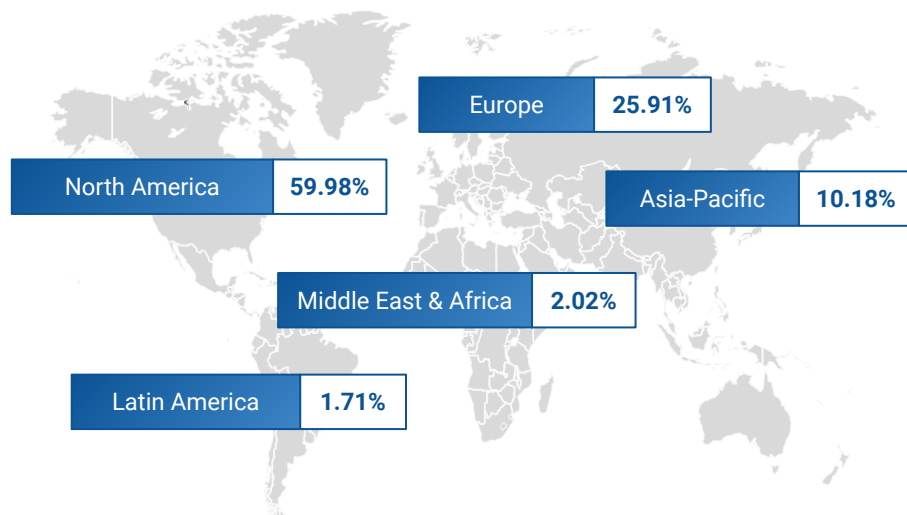 Europe 25.91%
North America 59.98%
Asia-Pacific 10.18%
Middle East & Africa 2.02%
Latin America 1.71%